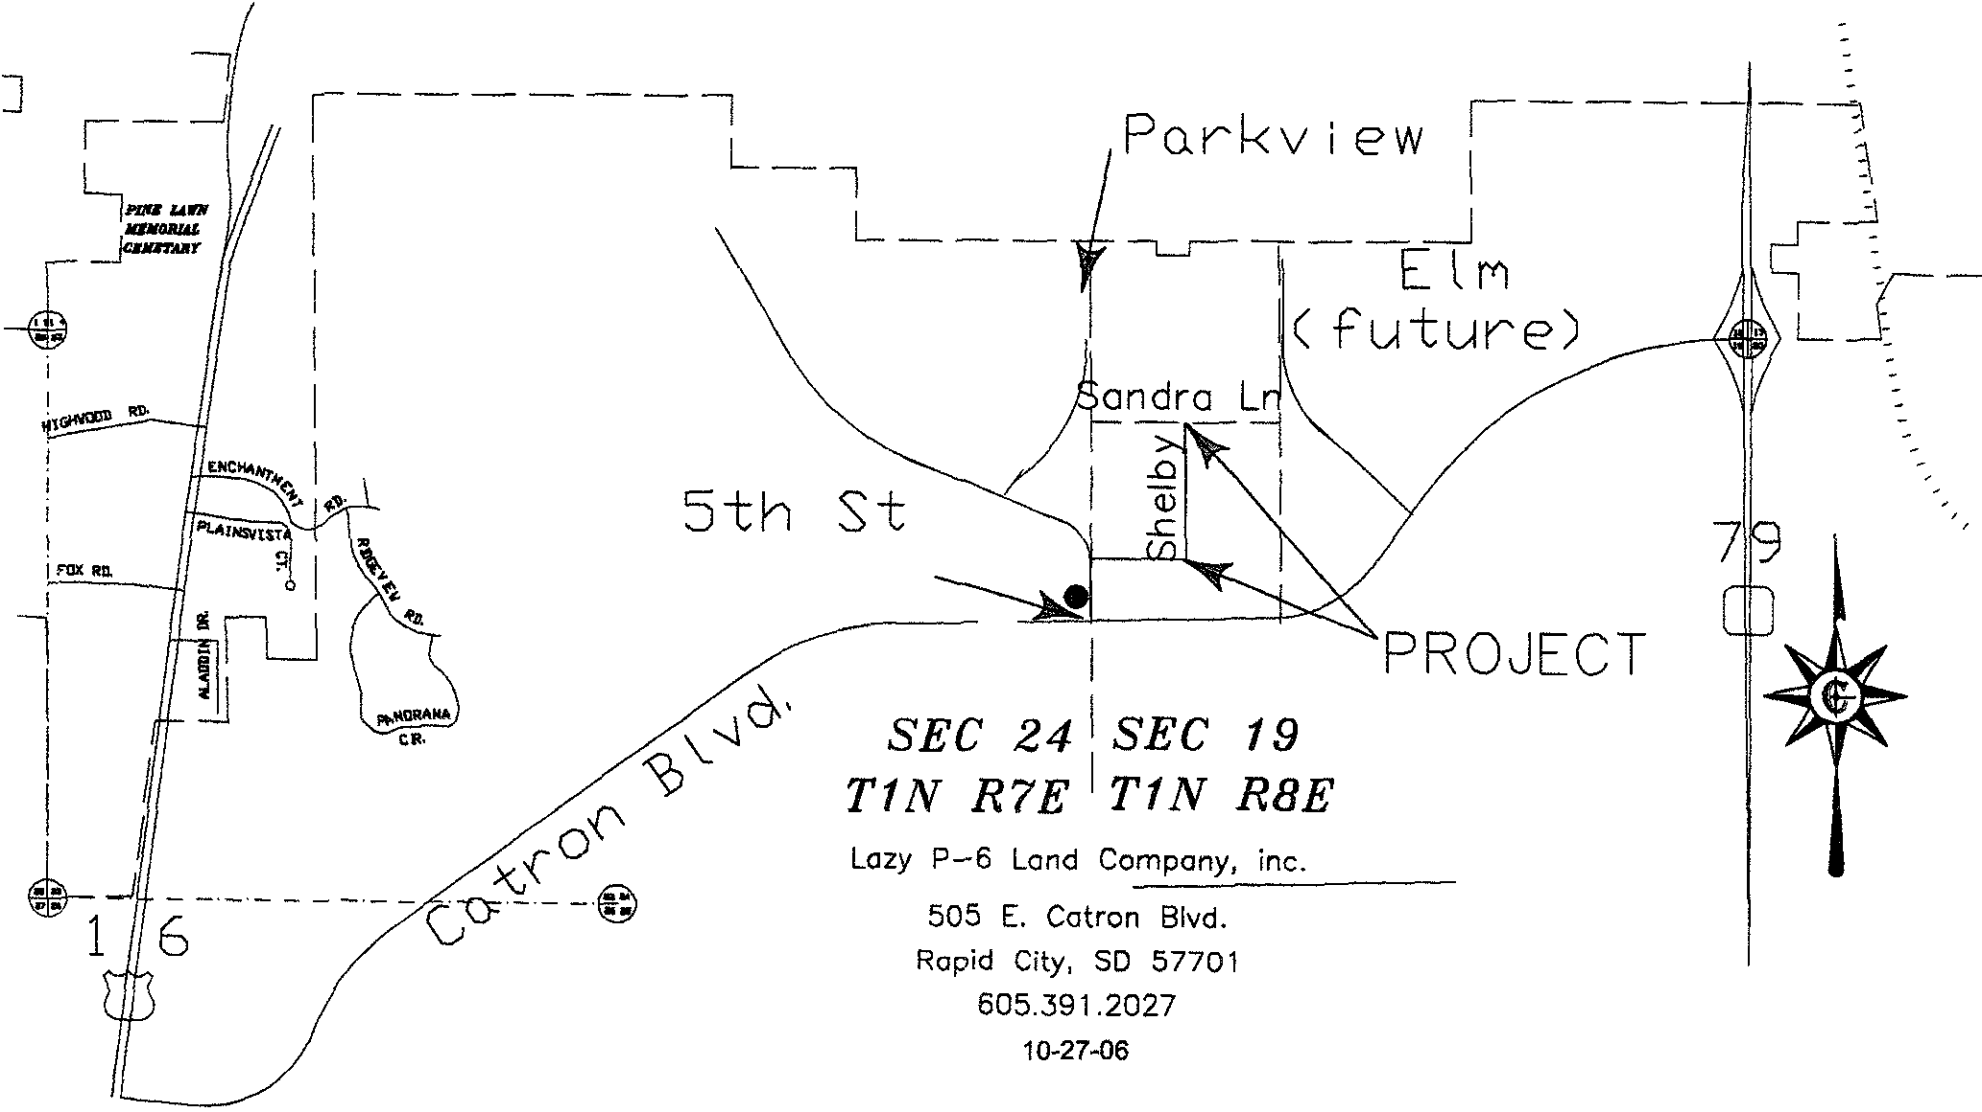 Parkview
PINE LAWN
MEMORIAL
CEMETARY
Elm
(future)
Sandra Ln
HIGHWOOD RD.
Shelby
ENCHANTMENT RD.
5th St
PLAINSVISTA
CT.
79
RIDGEVIEW RD.
FOX RD.
ALADDIN DR.
PROJECT
PANORAMA
CR.
Catron Blvd.
SEC 24 SEC 19
T1N R7E T1N R8E
Lazy P-6 Land Company, inc.
16
505 E. Catron Blvd.
Rapid City, SD 57701
605.391.2027
10-27-06